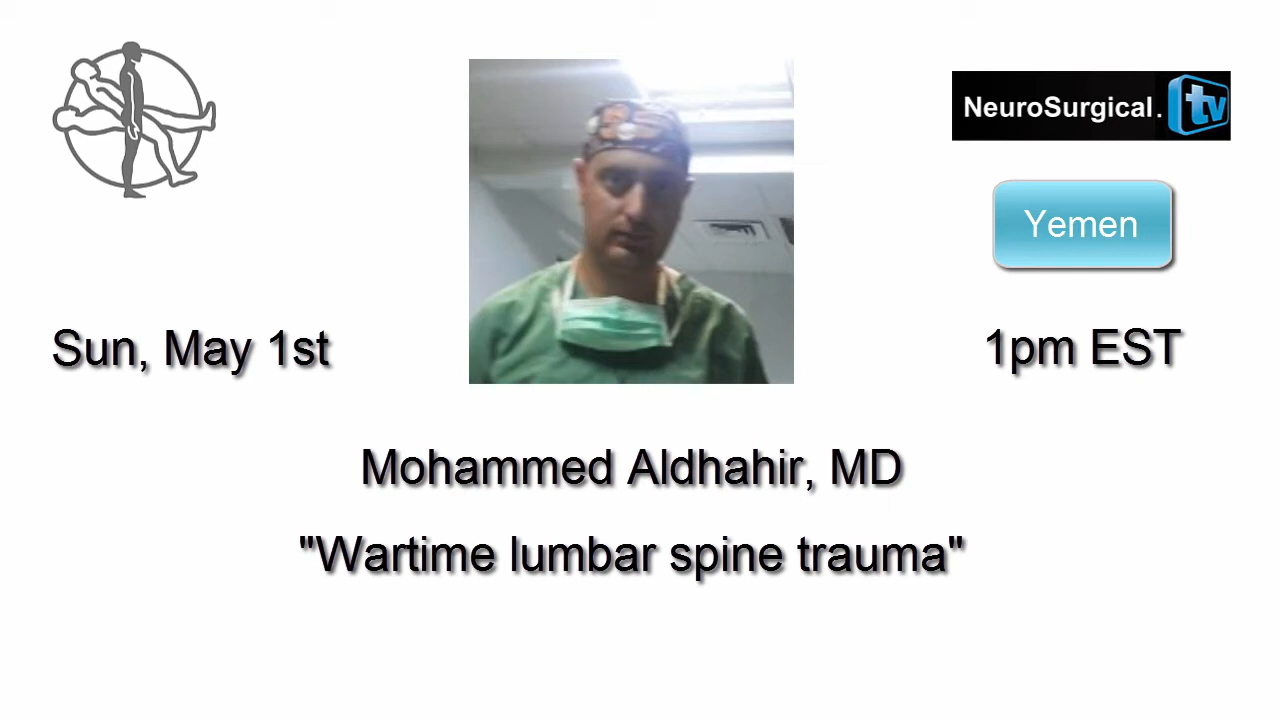 NeuroSurgical.tv
Yemen
Sun, May 1st
1pm EST
Mohammed Aldhahir, MD
"Wartime lumbar spine trauma"